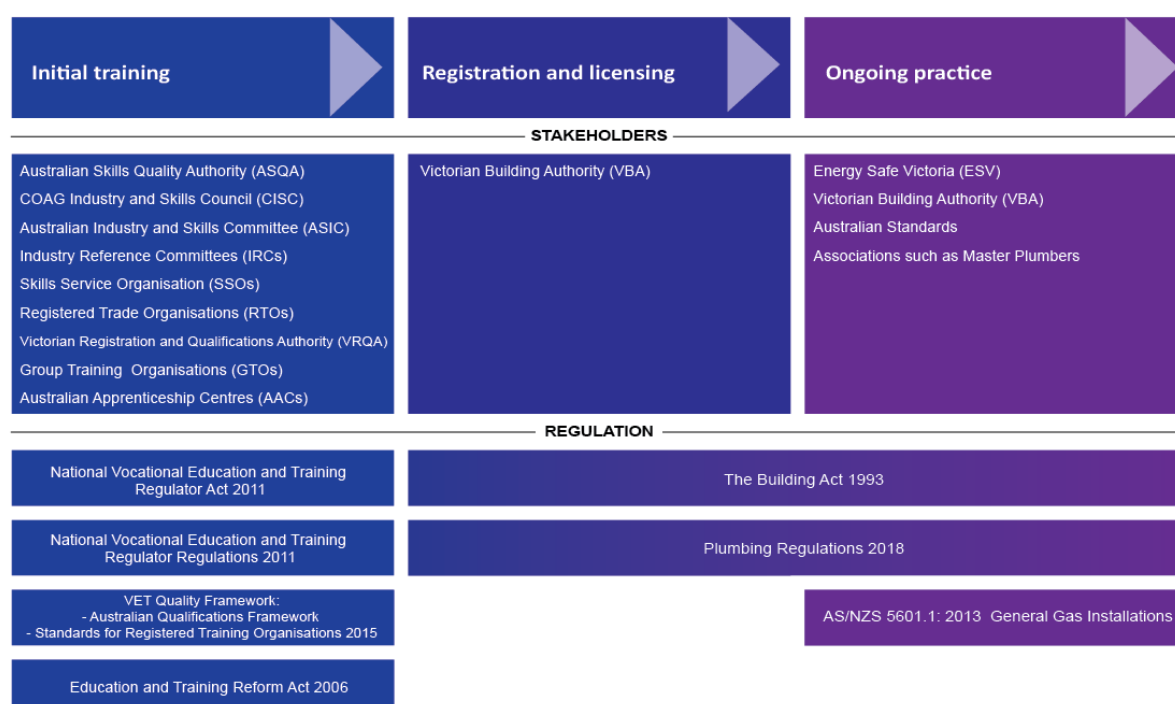 Initial training
Registration and licensing
Ongoing practice
STAKEHOLDERS
Australian Skills Quality Authority (ASQA)
COAG Industry and Skills Council (CISC)
Australian Industry and Skills Committee (ASIC)
Industry Reference Committees (IRCs)
Skills Service Organisation (SSOs)
Registered Trade Organisations (RTOs)
Victorian Registration and Qualifications Authority (VRQA)
Group Training Organisations (GTOs)
Australian Apprenticeship Centres (AACs)
Victorian Building Authority (VBA)
Energy Safe Victoria (ESV)
Victorian Building Authority (VBA)
Australian Standards
Associations such as Master Plumbers
REGULATION
National Vocational Education and Training
Regulator Act 2011
The Building Act 1993
National Vocational Education and Training
Regulator Regulations 2011
Plumbing Regulations 2018
VET Quality Framework:
- Australian Qualifications Framework
- Standards for Registered Training Organisations 2015
AS/NZS 5601.1: 2013 General Gas Installations
Education and Training Reform Act 2006